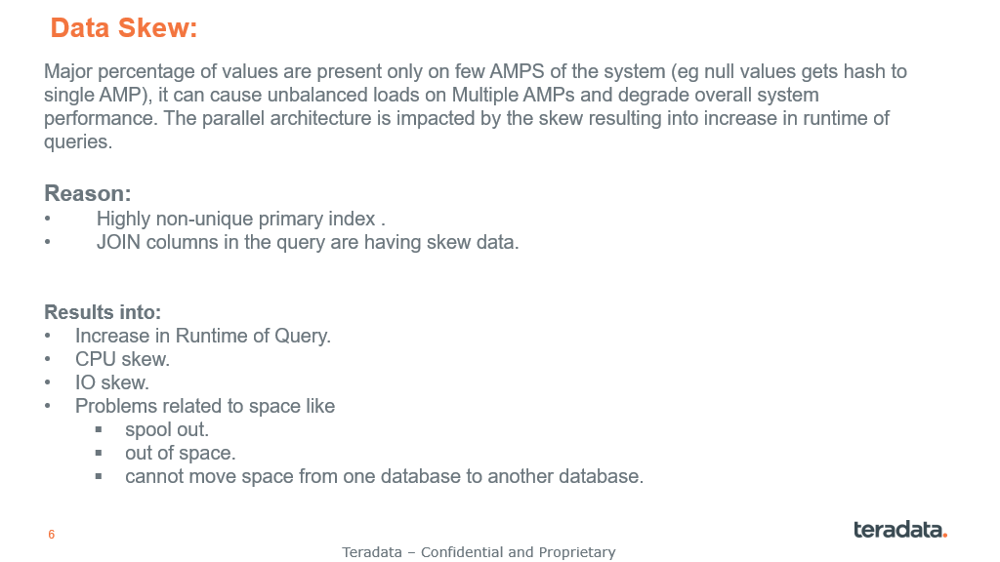 Data Skew:
Major percentage of values are present only on few AMPS of the system (eg null values gets hash to
single AMP), it can cause unbalanced loads on Multiple AMPs and degrade overall system
performance. The parallel architecture is impacted by the skew resulting into increase in runtime of
queries.
Reason:
• Highly non-unique primary index .
• JOIN columns in the query are having skew data.
Results into:
• Increase in Runtime of Query.
• CPU skew.
• IO skew.
• Problems related to space like
▪ spool out.
▪ out of space.
▪ cannot move space from one database to another database.
6
teradata.
Teradata – Confidential and Proprietary